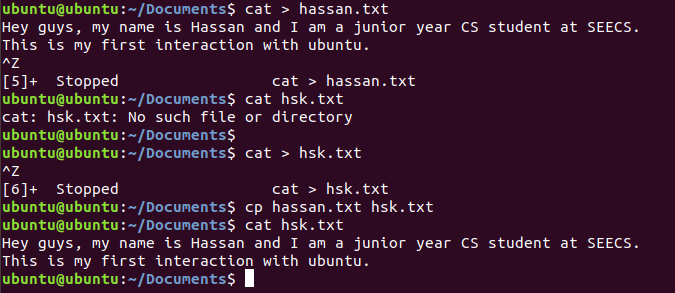 ubuntu@ubuntu:~/Documents$ cat > hassan.txt
Hey guys, my name is Hassan and I am a junior year CS student at SEECS.
This is my first interaction with ubuntu.
^Z
[5]+  Stopped                 cat > hassan.txt
ubuntu@ubuntu:~/Documents$ cat hsk.txt
cat: hsk.txt: No such file or directory
ubuntu@ubuntu:~/Documents$
ubuntu@ubuntu:~/Documents$ cat > hsk.txt
^Z
[6]+  Stopped                 cat > hsk.txt
ubuntu@ubuntu:~/Documents$ cp hassan.txt hsk.txt
ubuntu@ubuntu:~/Documents$ cat hsk.txt
Hey guys, my name is Hassan and I am a junior year CS student at SEECS.
This is my first interaction with ubuntu.
ubuntu@ubuntu:~/Documents$